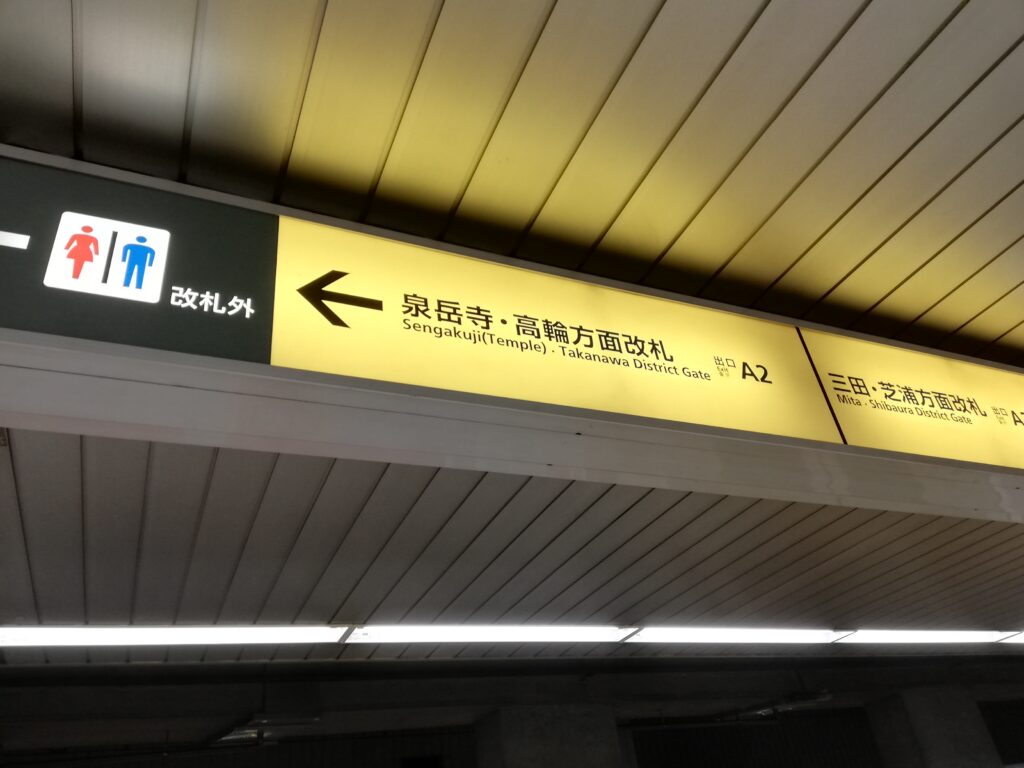 改札外
泉岳寺・高輪方面改札
Sengakuji(Temple) . Takanawa District Gate
出口
A2
三田・芝浦方面改札
Mita . Shibaura District Gate
出口